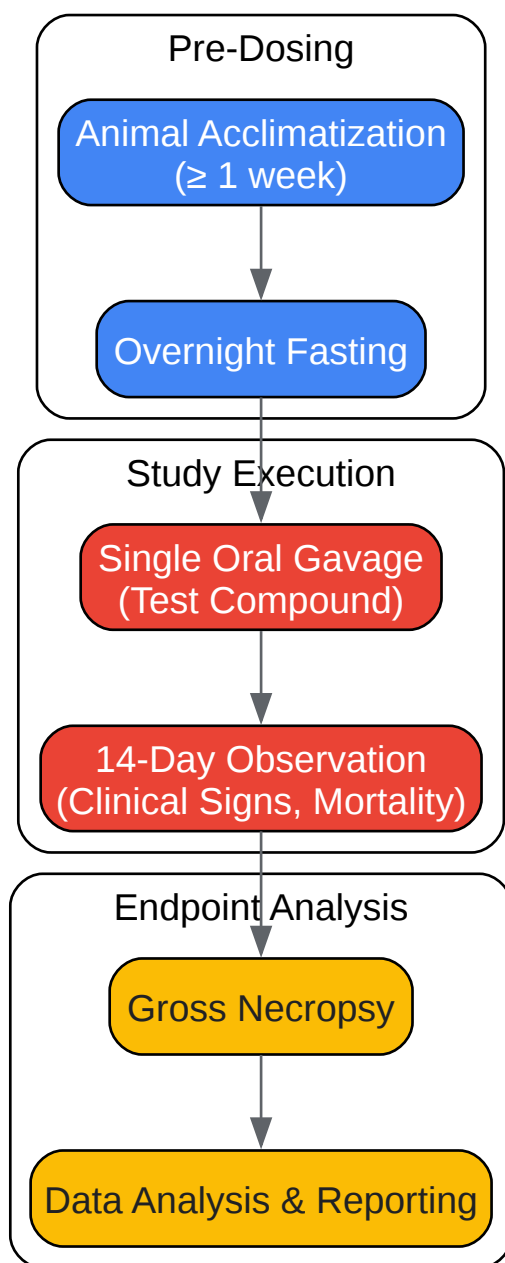 Pre-Dosing
Animal Acclimatization
(≥ 1 week)
Overnight Fasting
Study Execution
Single Oral Gavage
(Test Compound)
14-Day Observation
(Clinical Signs, Mortality)
Endpoint Analysis
Gross Necropsy
Data Analysis & Reporting